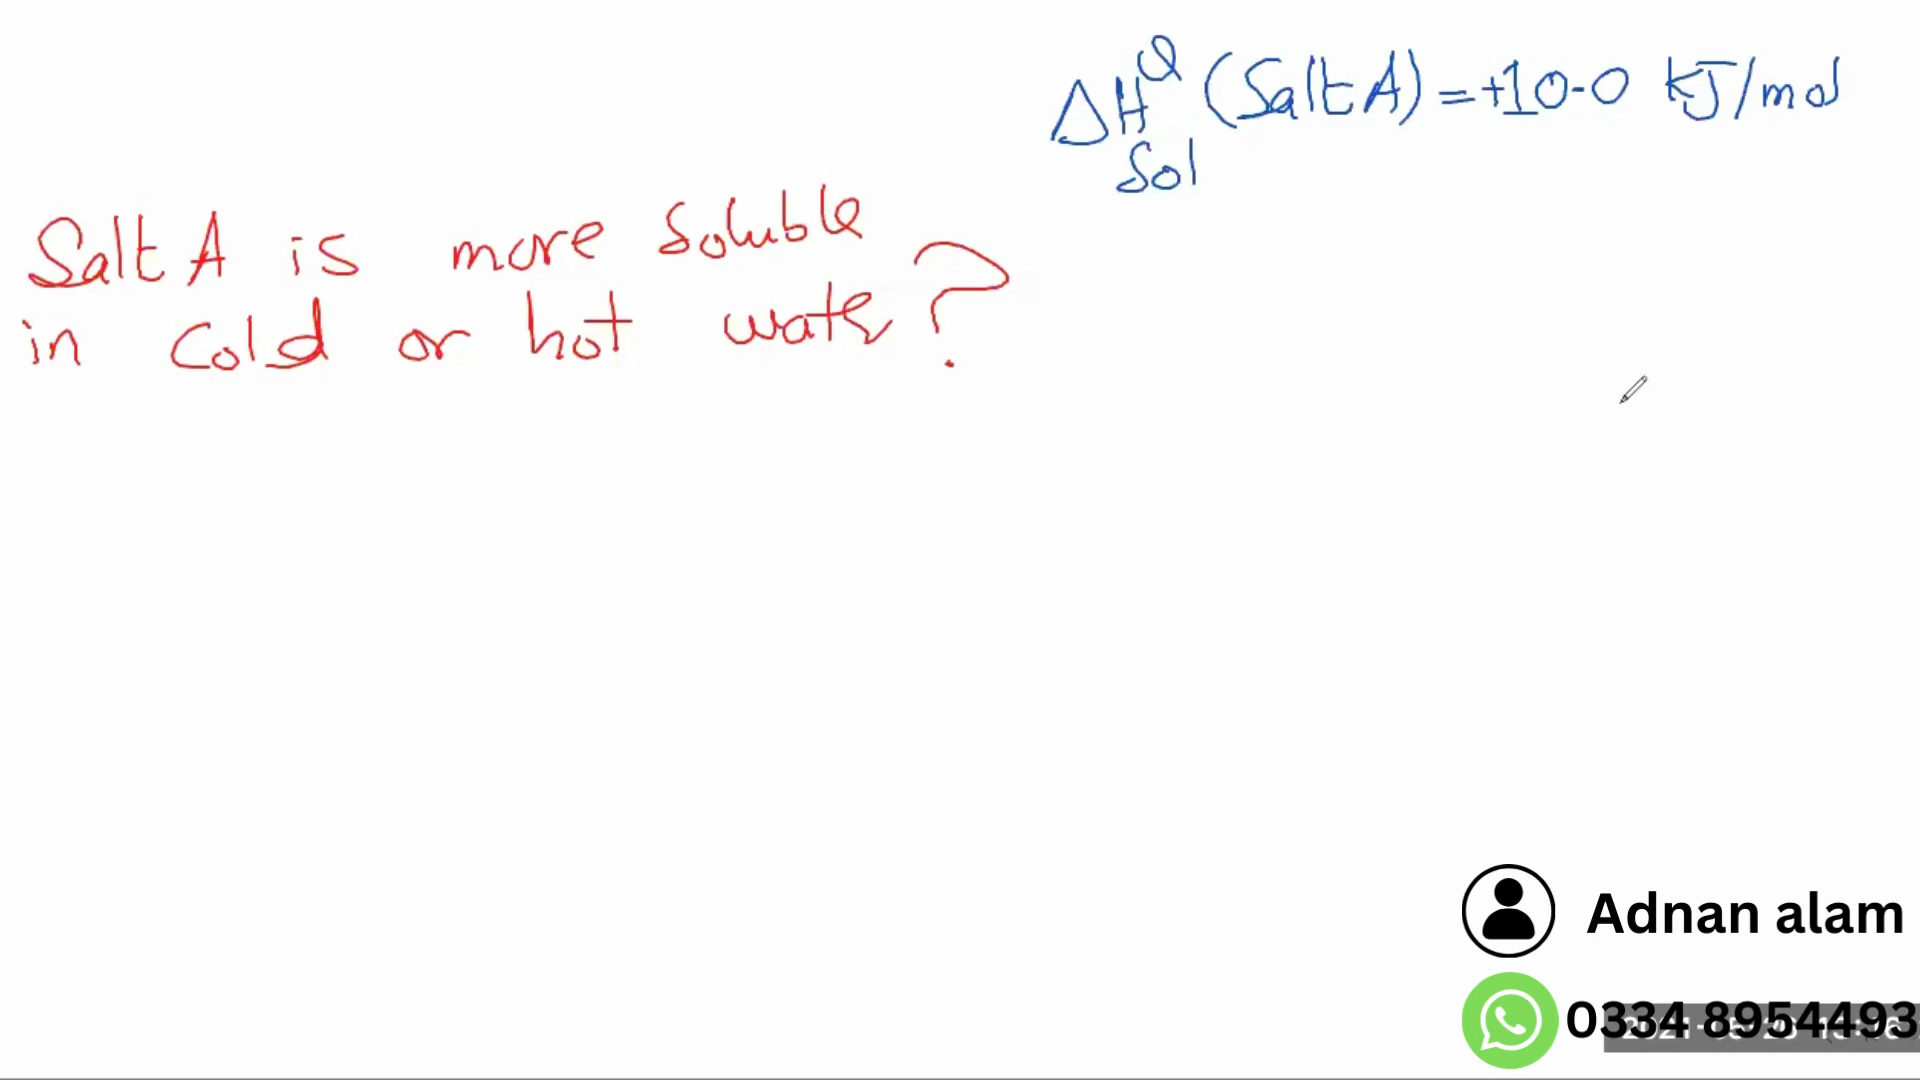 ΔH⦵ (Salt A) = +10.0 kJ/mol
Sol
Salt A is more soluble
in cold or hot water?
Adnan alam
0334 8954493